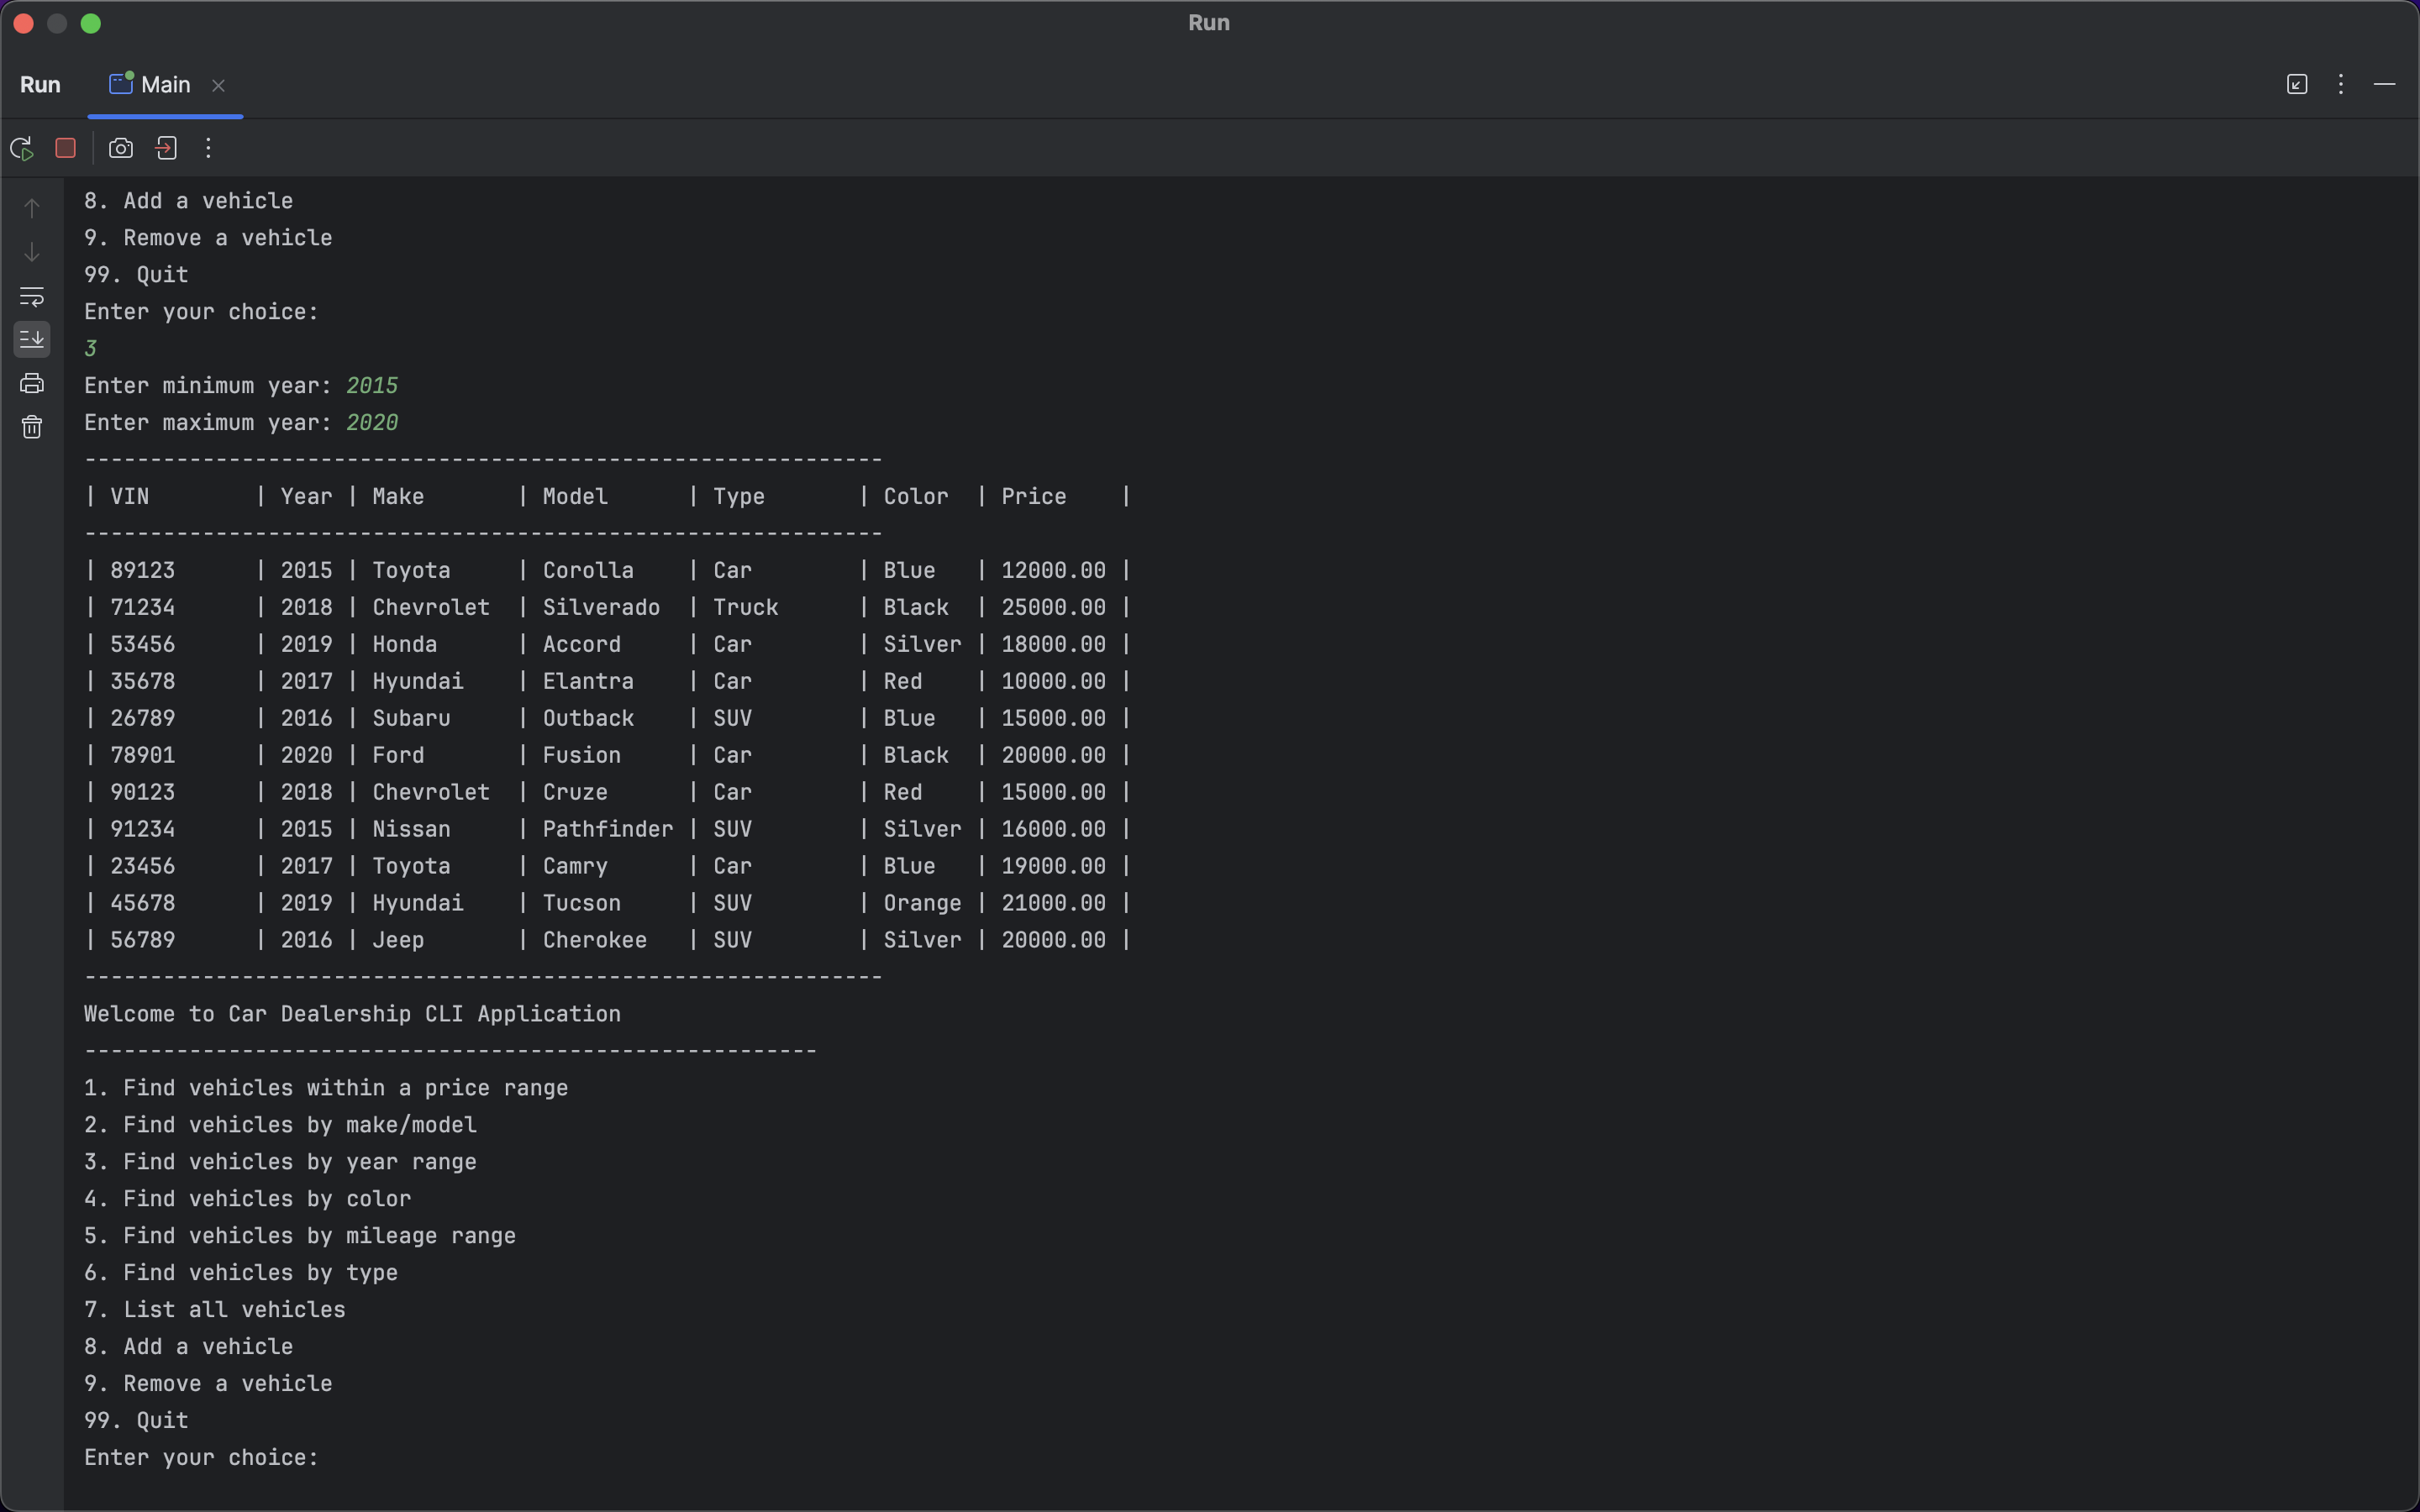 Run
Run Main
8. Add a vehicle
9. Remove a vehicle
99. Quit
Enter your choice:
3
Enter minimum year: 2015
Enter maximum year: 2020
-------------------------------------------------------------
| VIN        | Year | Make       | Model      | Type       | Color  | Price    |
-------------------------------------------------------------
| 89123      | 2015 | Toyota     | Corolla    | Car        | Blue   | 12000.00 |
| 71234      | 2018 | Chevrolet  | Silverado  | Truck      | Black  | 25000.00 |
| 53456      | 2019 | Honda      | Accord     | Car        | Silver | 18000.00 |
| 35678      | 2017 | Hyundai    | Elantra    | Car        | Red    | 10000.00 |
| 26789      | 2016 | Subaru     | Outback    | SUV        | Blue   | 15000.00 |
| 78901      | 2020 | Ford       | Fusion     | Car        | Black  | 20000.00 |
| 90123      | 2018 | Chevrolet  | Cruze      | Car        | Red    | 15000.00 |
| 91234      | 2015 | Nissan     | Pathfinder | SUV        | Silver | 16000.00 |
| 23456      | 2017 | Toyota     | Camry      | Car        | Blue   | 19000.00 |
| 45678      | 2019 | Hyundai    | Tucson     | SUV        | Orange | 21000.00 |
| 56789      | 2016 | Jeep       | Cherokee   | SUV        | Silver | 20000.00 |
-------------------------------------------------------------
Welcome to Car Dealership CLI Application
--------------------------------------------------------
1. Find vehicles within a price range
2. Find vehicles by make/model
3. Find vehicles by year range
4. Find vehicles by color
5. Find vehicles by mileage range
6. Find vehicles by type
7. List all vehicles
8. Add a vehicle
9. Remove a vehicle
99. Quit
Enter your choice: